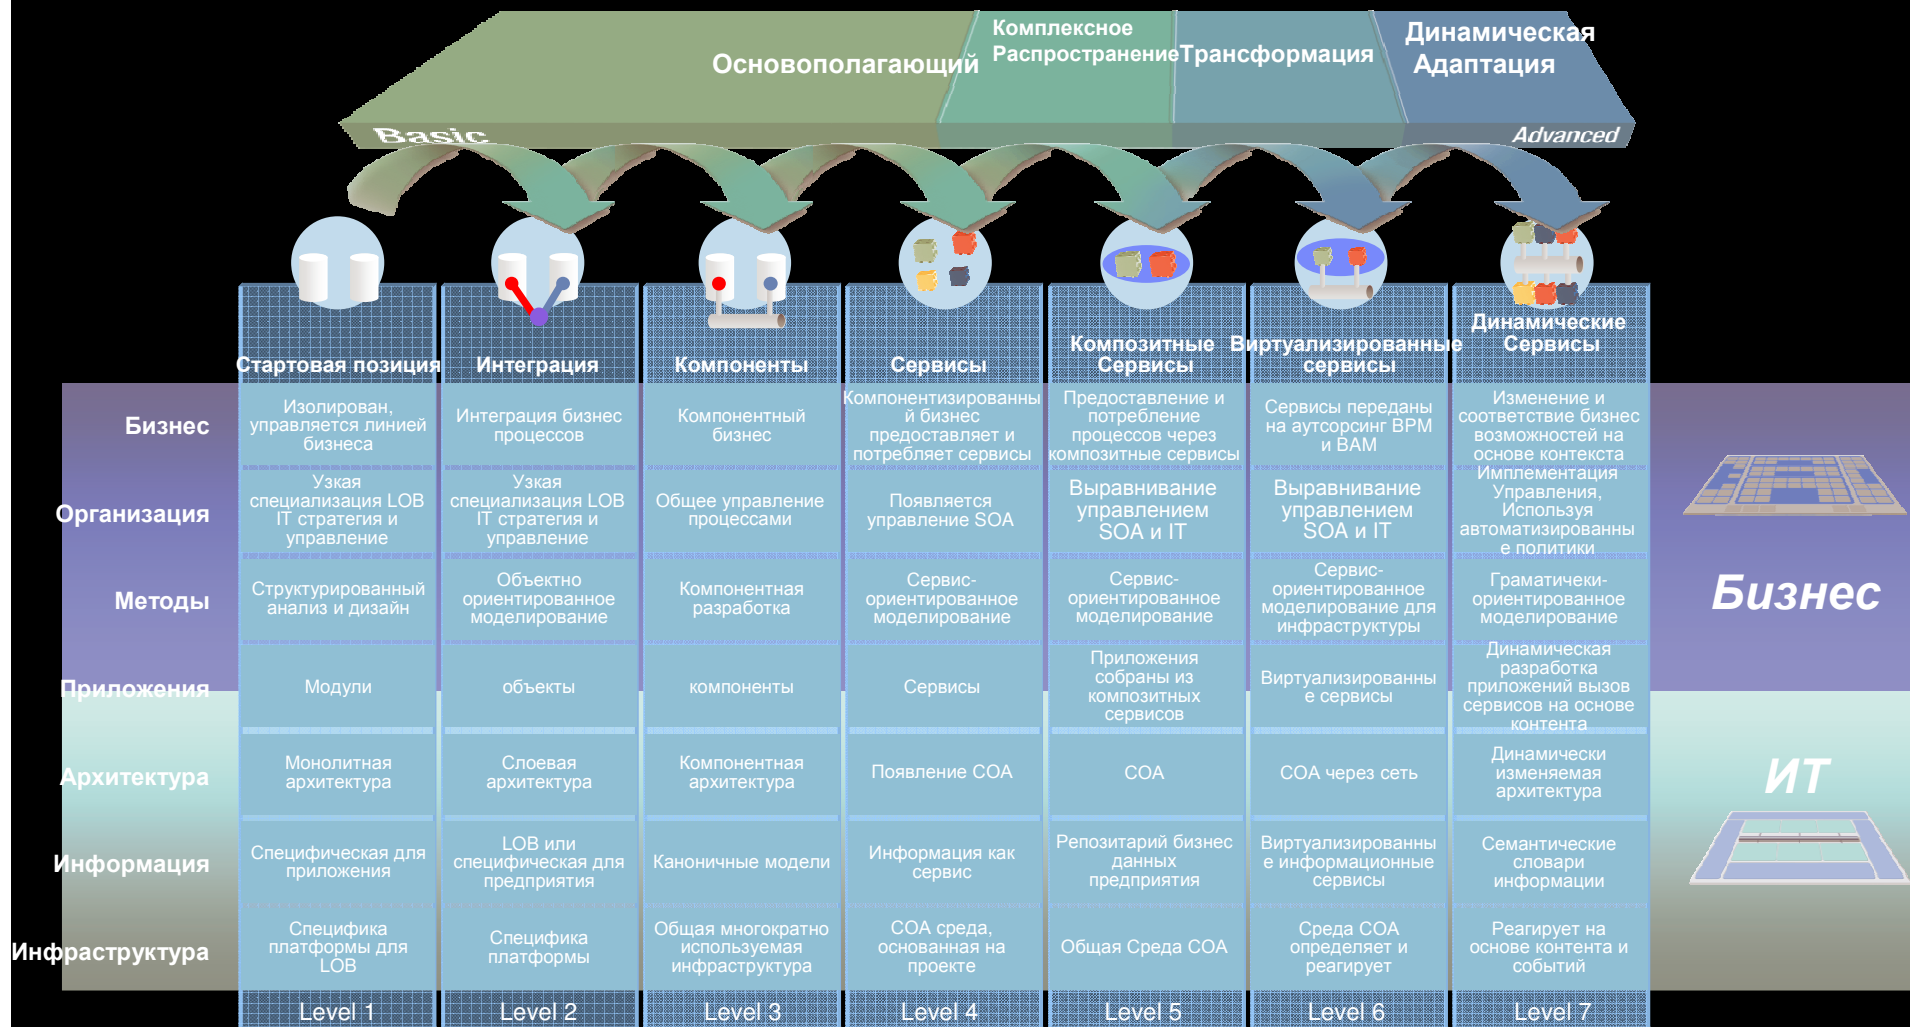 Основополагающий
Комплексное
Распространение
Трансформация
Динамическая
Адаптация
Basic
Advanced
Стартовая позиция
Интеграция
Компоненты
Сервисы
Композитные
Сервисы
Виртуализированные
сервисы
Динамические
Сервисы
Бизнес
Изолирован,
управляется линией
бизнеса
Интеграция бизнес
процессов
Компонентный
бизнес
Компонентизированны
й бизнес
предоставляет и
потребляет сервисы
Предоставление и
потребление
процессов через
композитные сервисы
Сервисы переданы
на аутсорсинг BPM
и BAM
Изменение и
соответствие бизнес
возможностей на
основе контекста
Организация
Узкая
специализация LOB
IT стратегия и
управление
Узкая
специализация LOB
IT стратегия и
управление
Общее управление
процессами
Появляется
управление SOA
Выравнивание
управлением
SOA и IT
Выравнивание
управлением
SOA и IT
Имплементация
Управления,
Используя
автоматизированны
е политики
Методы
Структурированный
анализ и дизайн
Объектно
ориентированное
моделирование
Компонентная
разработка
Сервис-
ориентированное
моделирование
Сервис-
ориентированное
моделирование
Сервис-
ориентированное
моделирование для
инфраструктуры
Граматичеки-
ориентированное
моделирование
Бизнес
Приложения
Модули
объекты
компоненты
Сервисы
Приложения
собраны из
композитных
сервисов
Виртуализированны
е сервисы
Динамическая
разработка
приложений вызов
сервисов на основе
контента
Архитектура
Монолитная
архитектура
Слоевая
архитектура
Компонентная
архитектура
Появление СОА
СОА
СОА через сеть
Динамически
изменяемая
архитектура
ИТ
Информация
Специфическая для
приложения
LOB или
специфическая для
предприятия
Каноничные модели
Информация как
сервис
Репозитарий бизнес
данных
предприятия
Виртуализированны
е информационные
сервисы
Семантические
словари
информации
Инфраструктура
Специфика
платформы для
LOB
Специфика
платформы
Общая многократно
используемая
инфраструктура
СОА среда,
основанная на
проекте
Общая Среда СОА
Среда СОА
определяет и
реагирует
Реагирует на
основе контента и
событий
Level 1
Level 2
Level 3
Level 4
Level 5
Level 6
Level 7